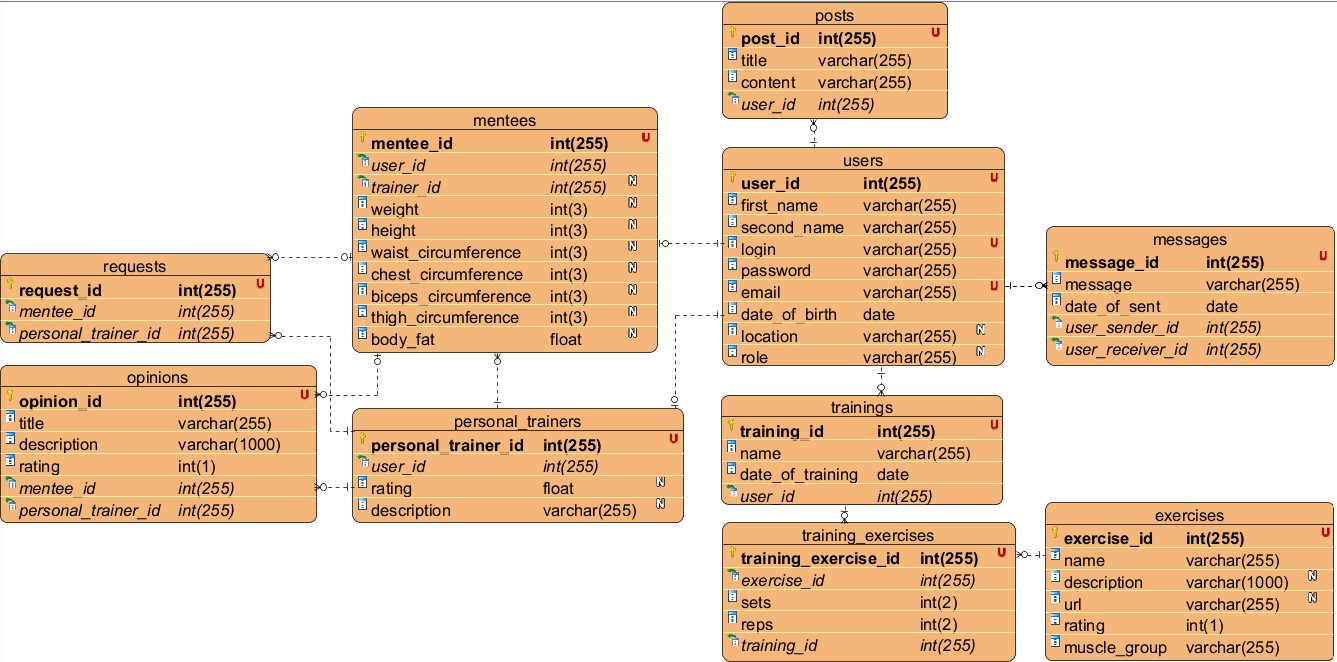 posts
post_id int(255) U
title varchar(255)
content varchar(255)
user_id int(255)
mentees
mentee_id int(255) U
user_id int(255)
trainer_id int(255) N
weight int(3) N
height int(3) N
waist_circumference int(3) N
chest_circumference int(3) N
biceps_circumference int(3) N
thigh_circumference int(3) N
body_fat float N
users
user_id int(255) U
first_name varchar(255)
second_name varchar(255)
login varchar(255) U
password varchar(255)
email varchar(255) U
date_of_birth date
location varchar(255) N
role varchar(255) N
messages
message_id int(255) U
message varchar(255)
date_of_sent date
user_sender_id int(255)
user_receiver_id int(255)
requests
request_id int(255) U
mentee_id int(255)
personal_trainer_id int(255)
opinions
opinion_id int(255) U
title varchar(255)
description varchar(1000)
rating int(1)
mentee_id int(255)
personal_trainer_id int(255)
personal_trainers
personal_trainer_id int(255) U
user_id int(255)
rating float N
description varchar(255) N
trainings
training_id int(255) U
name varchar(255)
date_of_training date
user_id int(255)
training_exercises
training_exercise_id int(255) U
exercise_id int(255)
sets int(2)
reps int(2)
training_id int(255)
exercises
exercise_id int(255) U
name varchar(255)
description varchar(1000) N
url varchar(255) N
rating int(1)
muscle_group varchar(255)